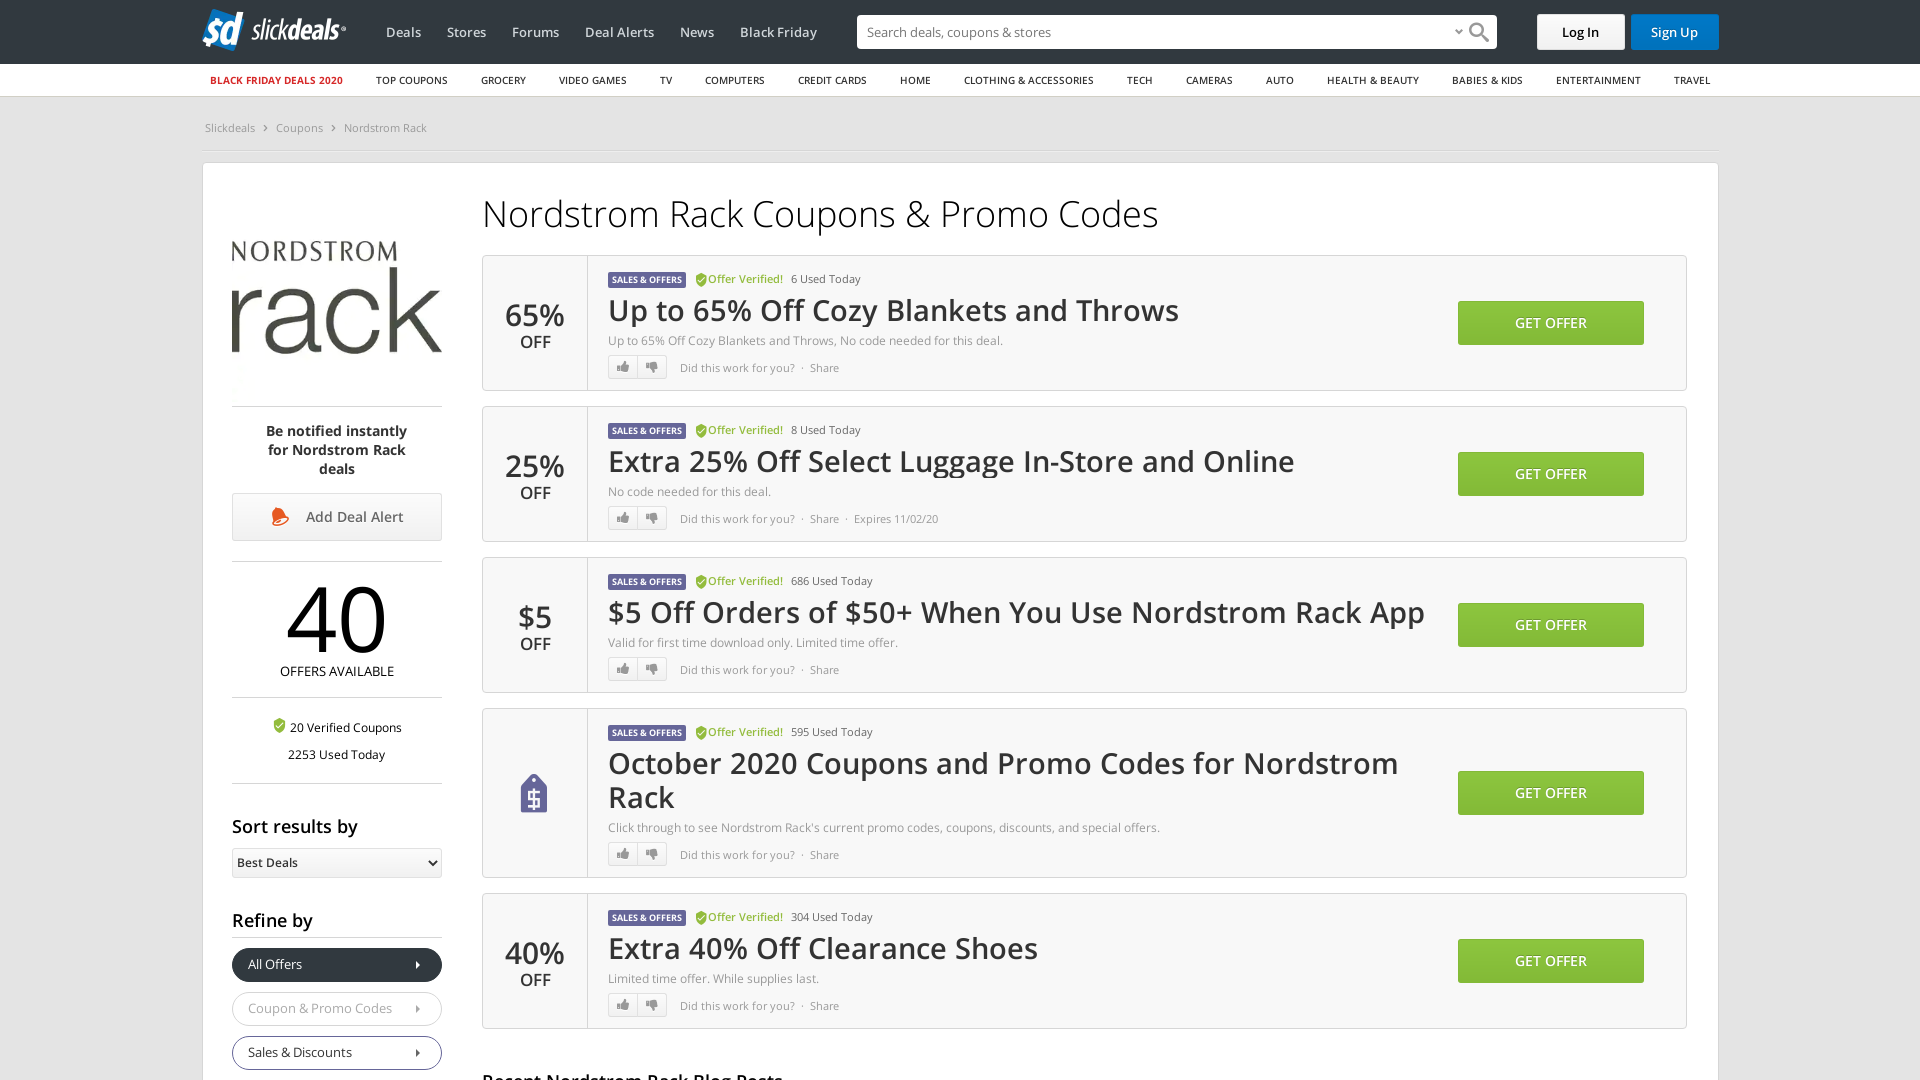 sd slickdeals
Deals Stores Forums Deal Alerts News Black Friday
Search deals, coupons & stores
Log In Sign Up
BLACK FRIDAY DEALS 2020 TOP COUPONS GROCERY VIDEO GAMES TV COMPUTERS CREDIT CARDS HOME CLOTHING & ACCESSORIES TECH CAMERAS AUTO HEALTH & BEAUTY BABIES & KIDS ENTERTAINMENT TRAVEL
Slickdeals Coupons Nordstrom Rack
NORDSTROM
rack
Be notified instantly
for Nordstrom Rack
deals
Add Deal Alert
40
OFFERS AVAILABLE
20 Verified Coupons
2253 Used Today
Sort results by
Best Deals
Refine by
All Offers
Coupon & Promo Codes
Sales & Discounts
Nordstrom Rack Coupons & Promo Codes
65%
OFF
SALES & OFFERS Offer Verified! 6 Used Today
Up to 65% Off Cozy Blankets and Throws
Up to 65% Off Cozy Blankets and Throws, No code needed for this deal.
Did this work for you? · Share
GET OFFER
25%
OFF
SALES & OFFERS Offer Verified! 8 Used Today
Extra 25% Off Select Luggage In-Store and Online
No code needed for this deal.
Did this work for you? · Share · Expires 11/02/20
GET OFFER
$5
OFF
SALES & OFFERS Offer Verified! 686 Used Today
$5 Off Orders of $50+ When You Use Nordstrom Rack App
Valid for first time download only. Limited time offer.
Did this work for you? · Share
GET OFFER
SALES & OFFERS Offer Verified! 595 Used Today
October 2020 Coupons and Promo Codes for Nordstrom
Rack
Click through to see Nordstrom Rack's current promo codes, coupons, discounts, and special offers.
Did this work for you? · Share
GET OFFER
40%
OFF
SALES & OFFERS Offer Verified! 304 Used Today
Extra 40% Off Clearance Shoes
Limited time offer. While supplies last.
Did this work for you? · Share
GET OFFER
Recent Nordstrom Rack Blog Posts